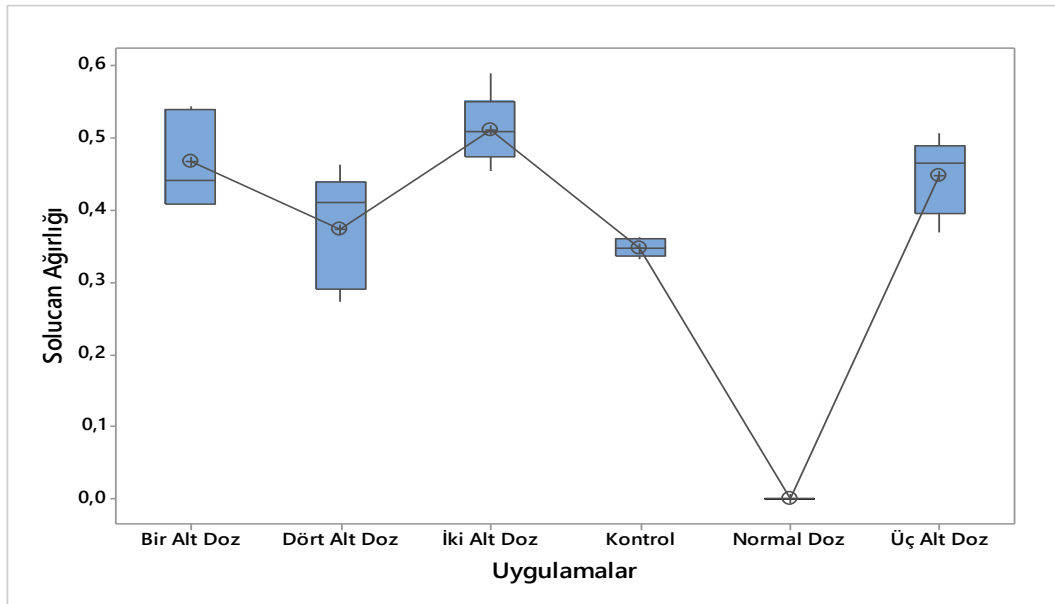 0,6
0,5
0,4
0,3
0,2
0,1
0,0
Solucan Ağırlığı
Bir Alt Doz Dört Alt Doz İki Alt Doz Kontrol Normal Doz Üç Alt Doz
Uygulamalar